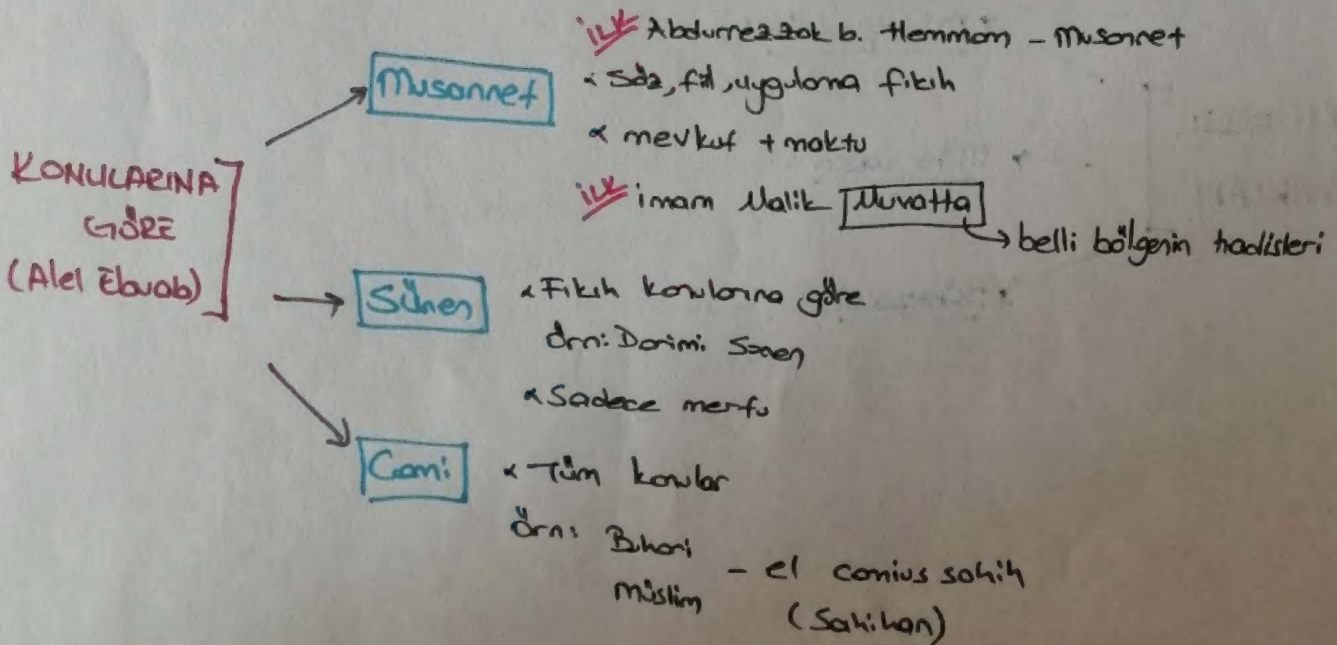 KONULARINA
GÖRE
(Alel Ebvab)
Musannef
İLK Abdurrezzak b. Hemmam - Musannef
Söz, fiil, uygulama fıkıh
mevkuf + maktu
İLK imam Malik Muvatta
→ belli bölgenin hadisleri
Sünen
Fıkıh konularına göre
Örn: Darimi Sünen
Sadece merfu
Cami
Tüm konular
Örn: Buhari
müslim - el camius sahih
(Sahihan)